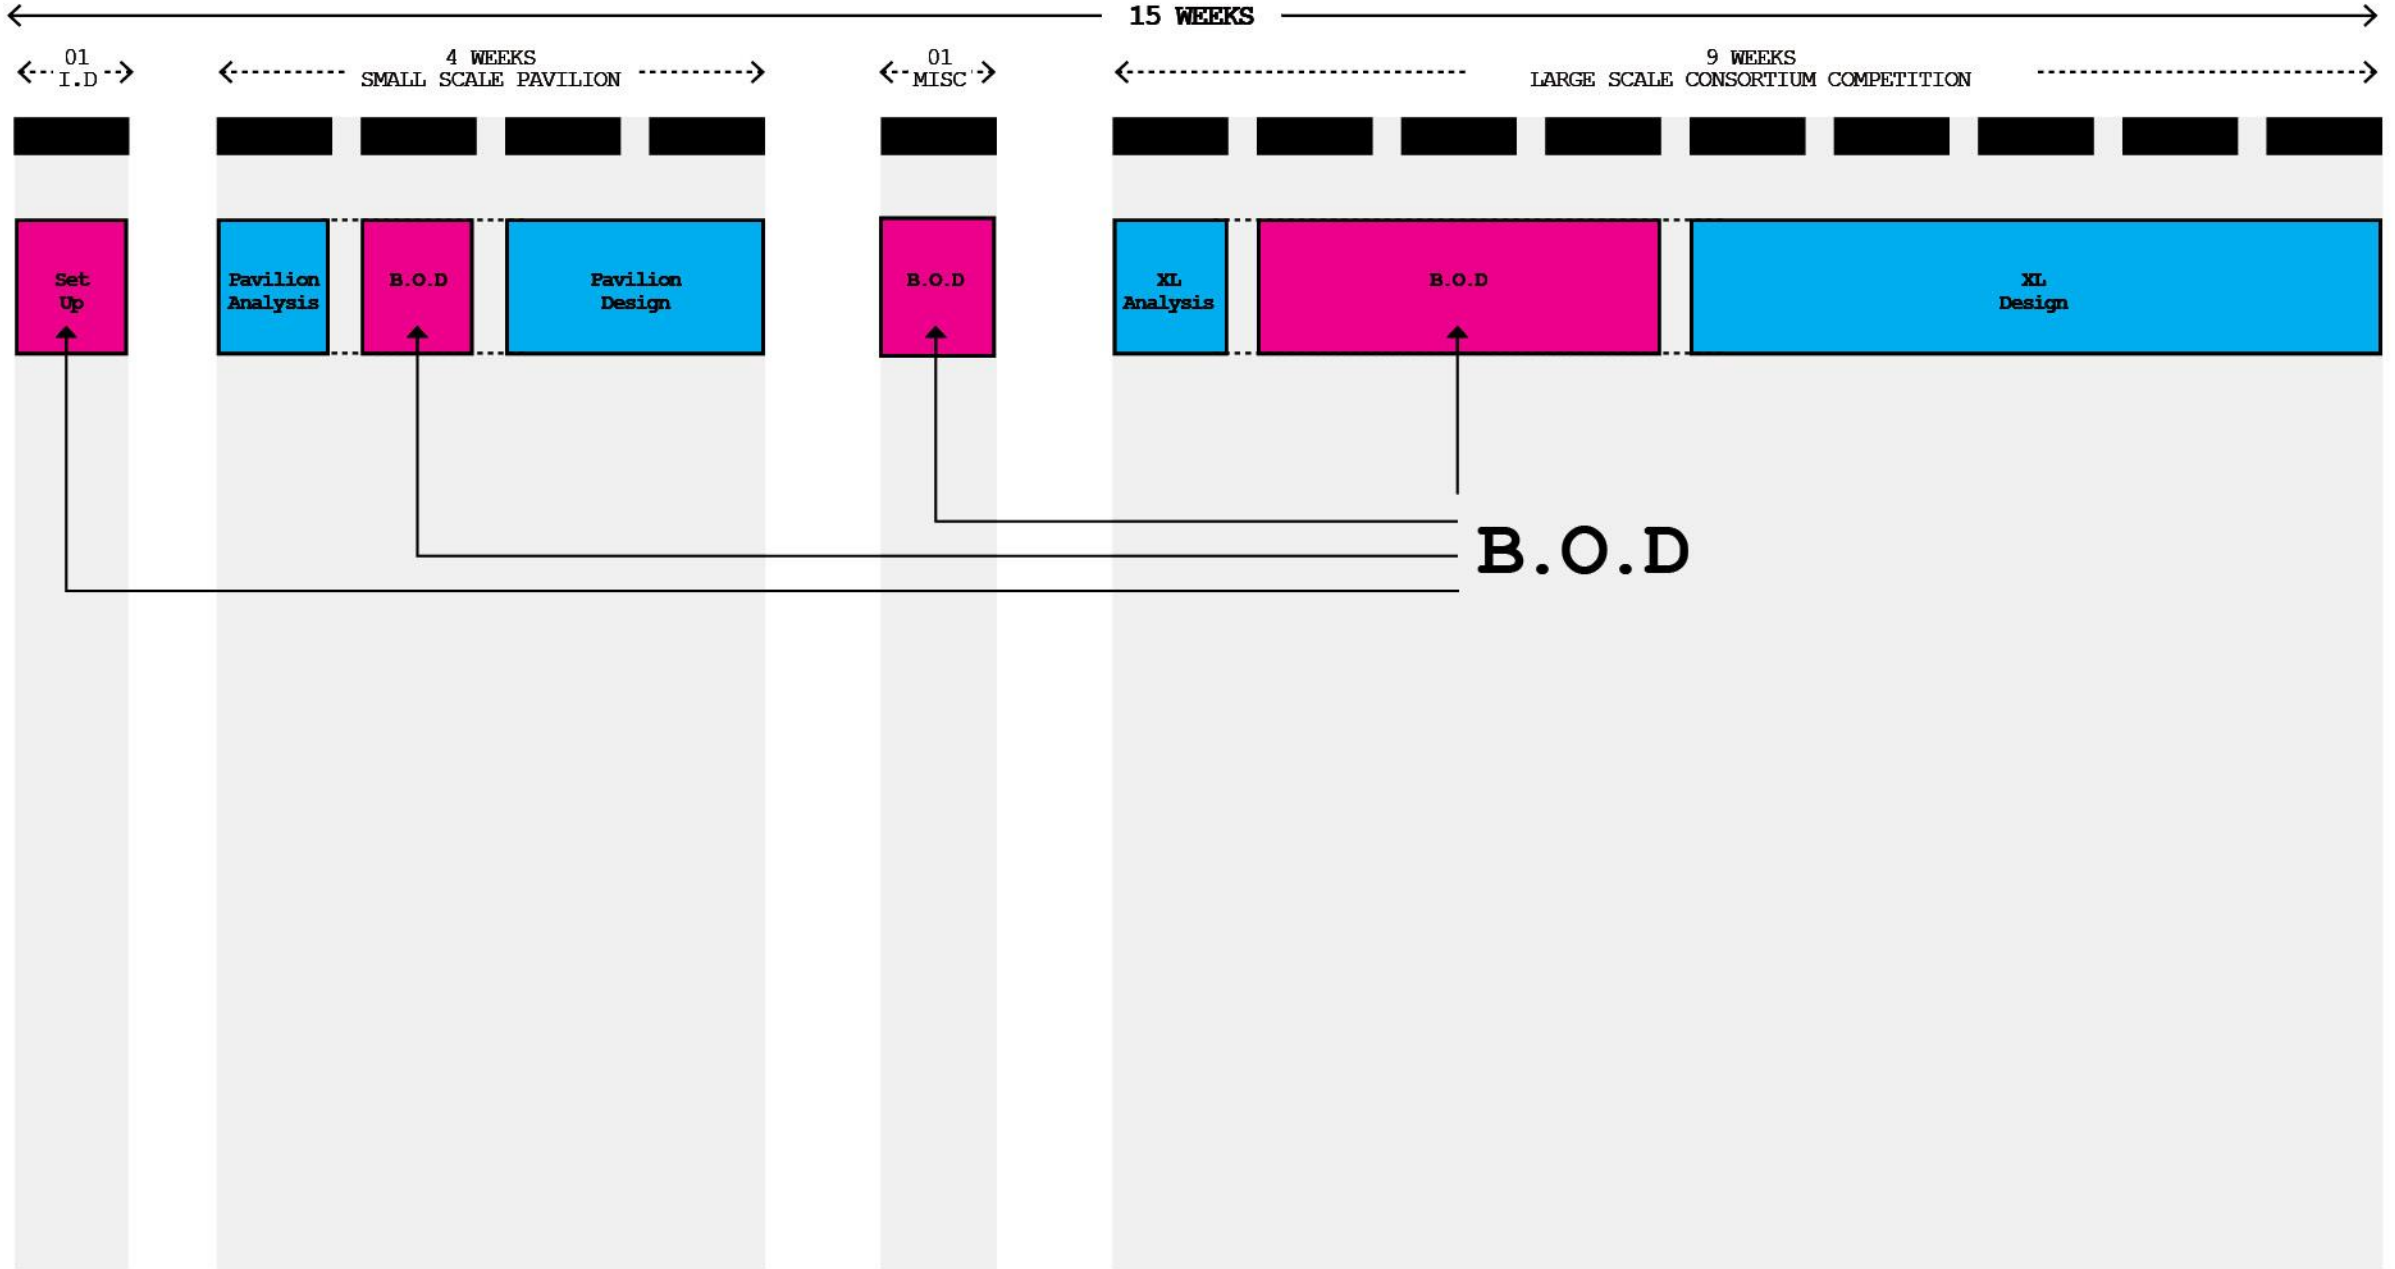 15 WEEKS
01
I.D
4 WEEKS
SMALL SCALE PAVILION
01
MISC
9 WEEKS
LARGE SCALE CONSORTIUM COMPETITION
Set
Up
Pavilion
Analysis
B.O.D
Pavilion
Design
B.O.D
XL
Analysis
B.O.D
XL
Design
B.O.D